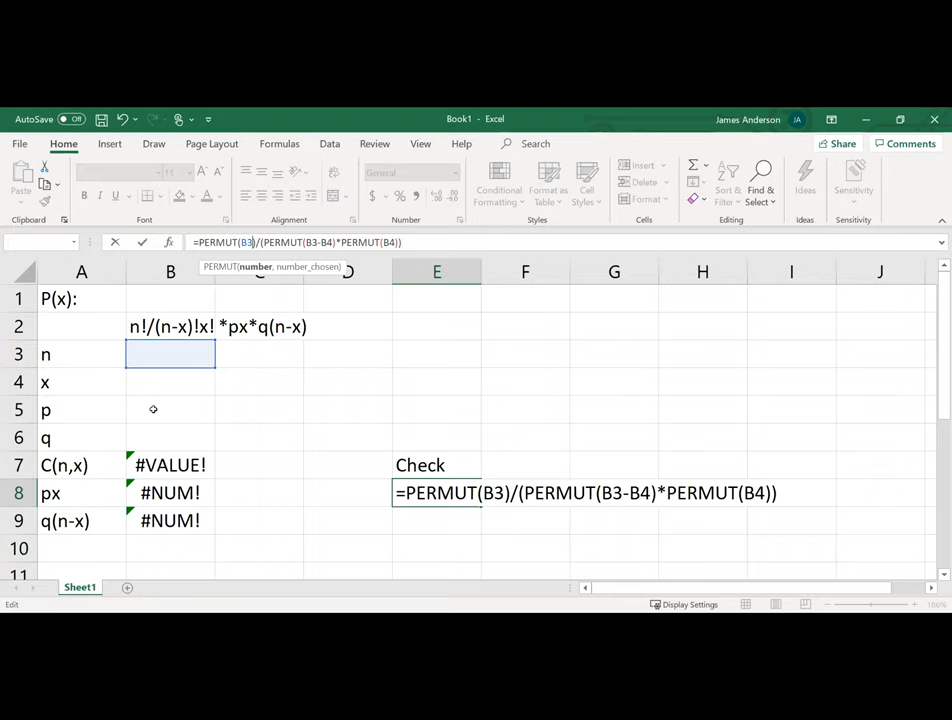 AutoSave Off Book1 - Excel James Anderson JA
File Home Insert Draw Page Layout Formulas Data Review View Help Search Share Comments
Paste 11 General Conditional Formatting Format as Table Cell Styles Insert Delete Format Sort & Filter Find & Select Ideas Sensitivity
Clipboard Font Alignment Number Styles Cells Editing Ideas Sensitivity
=PERMUT(B3)/(PERMUT(B3-B4)*PERMUT(B4))
PERMUT(number, number_chosen)
A B C D E F G H I J
1 P(x):
2 n!/(n-x)!x! *px*q(n-x)
3 n
4 x
5 p
6 q
7 C(n,x) #VALUE! Check
8 px #NUM! =PERMUT(B3)/(PERMUT(B3-B4)*PERMUT(B4))
9 q(n-x) #NUM!
10
11
Sheet1
Edit Display Settings 186%